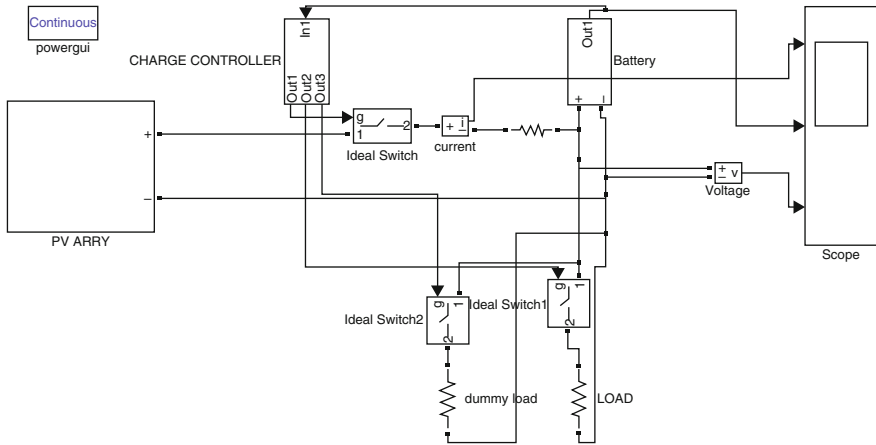 Continuous
powergui
In1
CHARGE CONTROLLER
Out1
Out2
Out3
Out1
Battery
+
−
g
1
2
Ideal Switch
+
i
−
current
+
−
PV ARRY
+
−
v
Voltage
Scope
g
1
2
Ideal Switch2
g
1
2
Ideal Switch1
dummy load
LOAD